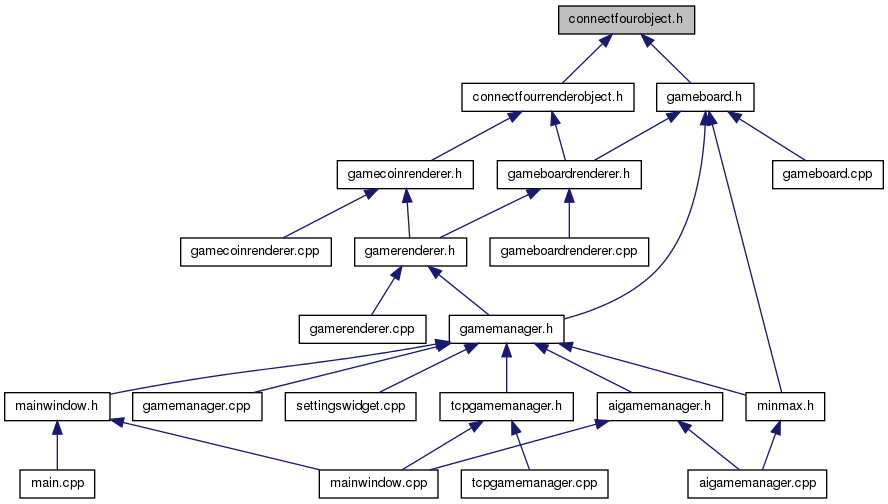 connectfourobject.h
connectfourrenderobject.h
gameboard.h
gamecoinrenderer.h
gameboardrenderer.h
gameboard.cpp
gamecoinrenderer.cpp
gamerenderer.h
gameboardrenderer.cpp
gamerenderer.cpp
gamemanager.h
mainwindow.h
gamemanager.cpp
settingswidget.cpp
tcpgamemanager.h
aigamemanager.h
minmax.h
main.cpp
mainwindow.cpp
tcpgamemanager.cpp
aigamemanager.cpp